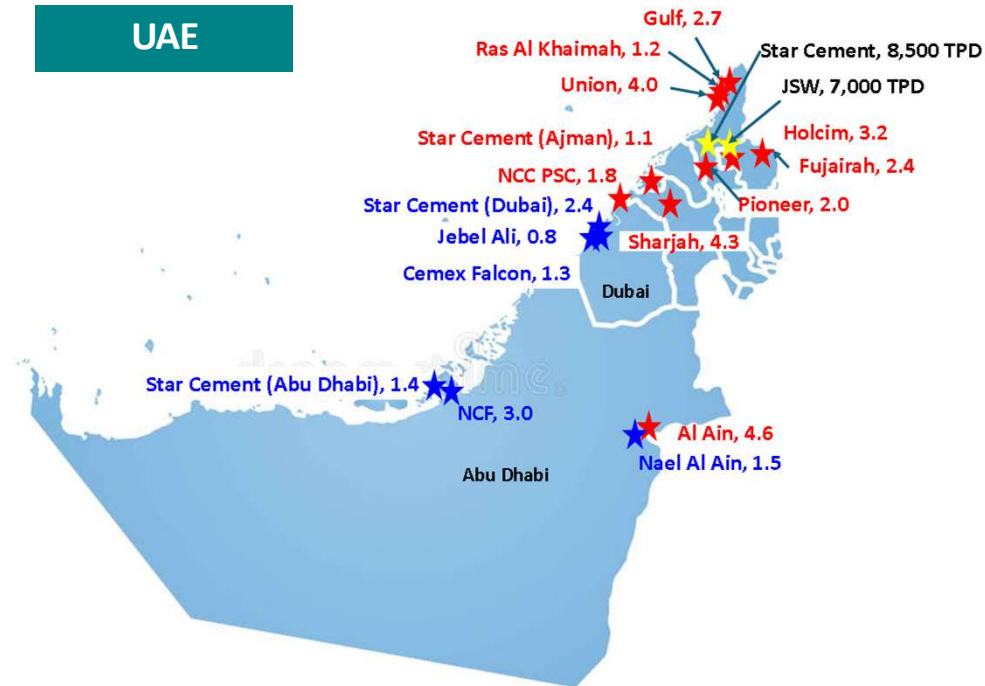 UAE
Gulf, 2.7
Ras Al Khaimah, 1.2
Star Cement, 8,500 TPD
Union, 4.0
JSW, 7,000 TPD
Star Cement (Ajman), 1.1
Holcim, 3.2
Fujairah, 2.4
NCC PSC, 1.8
Pioneer, 2.0
Star Cement (Dubai), 2.4
Jebel Ali, 0.8
Sharjah, 4.3
Cemex Falcon, 1.3
Dubai
Star Cement (Abu Dhabi), 1.4
NCF, 3.0
Al Ain, 4.6
Nael Al Ain, 1.5
Abu Dhabi